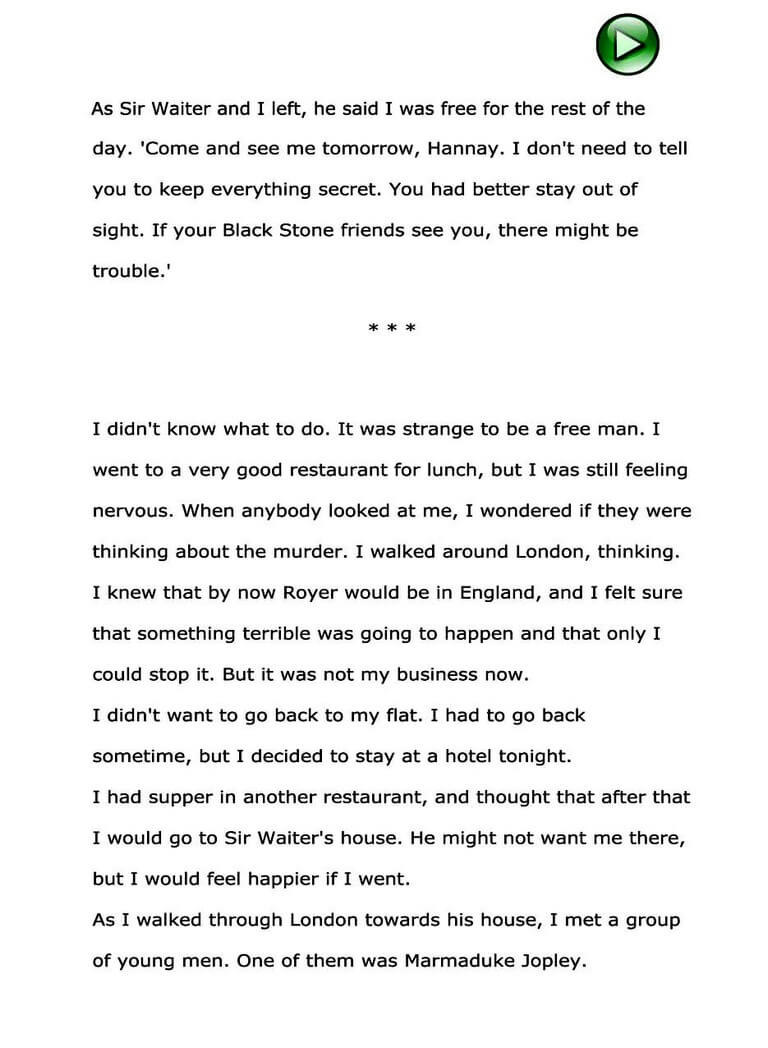 As Sir Waiter and I left, he said I was free for the rest of the
day. 'Come and see me tomorrow, Hannay. I don't need to tell
you to keep everything secret. You had better stay out of
sight. If your Black Stone friends see you, there might be
trouble.'
* * *
I didn't know what to do. It was strange to be a free man. I
went to a very good restaurant for lunch, but I was still feeling
nervous. When anybody looked at me, I wondered if they were
thinking about the murder. I walked around London, thinking.
I knew that by now Royer would be in England, and I felt sure
that something terrible was going to happen and that only I
could stop it. But it was not my business now.
I didn't want to go back to my flat. I had to go back
sometime, but I decided to stay at a hotel tonight.
I had supper in another restaurant, and thought that after that
I would go to Sir Waiter's house. He might not want me there,
but I would feel happier if I went.
As I walked through London towards his house, I met a group
of young men. One of them was Marmaduke Jopley.